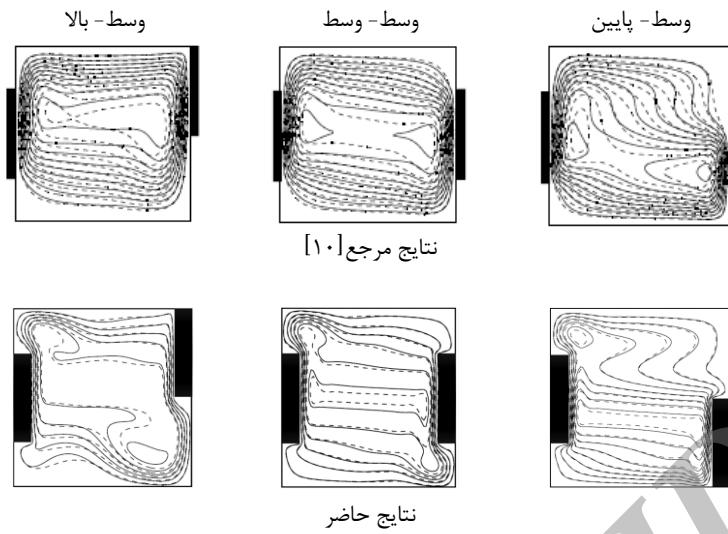 وسط- پایین
وسط- وسط
وسط- بالا
نتایج مرجع[۱۰]
نتایج حاضر